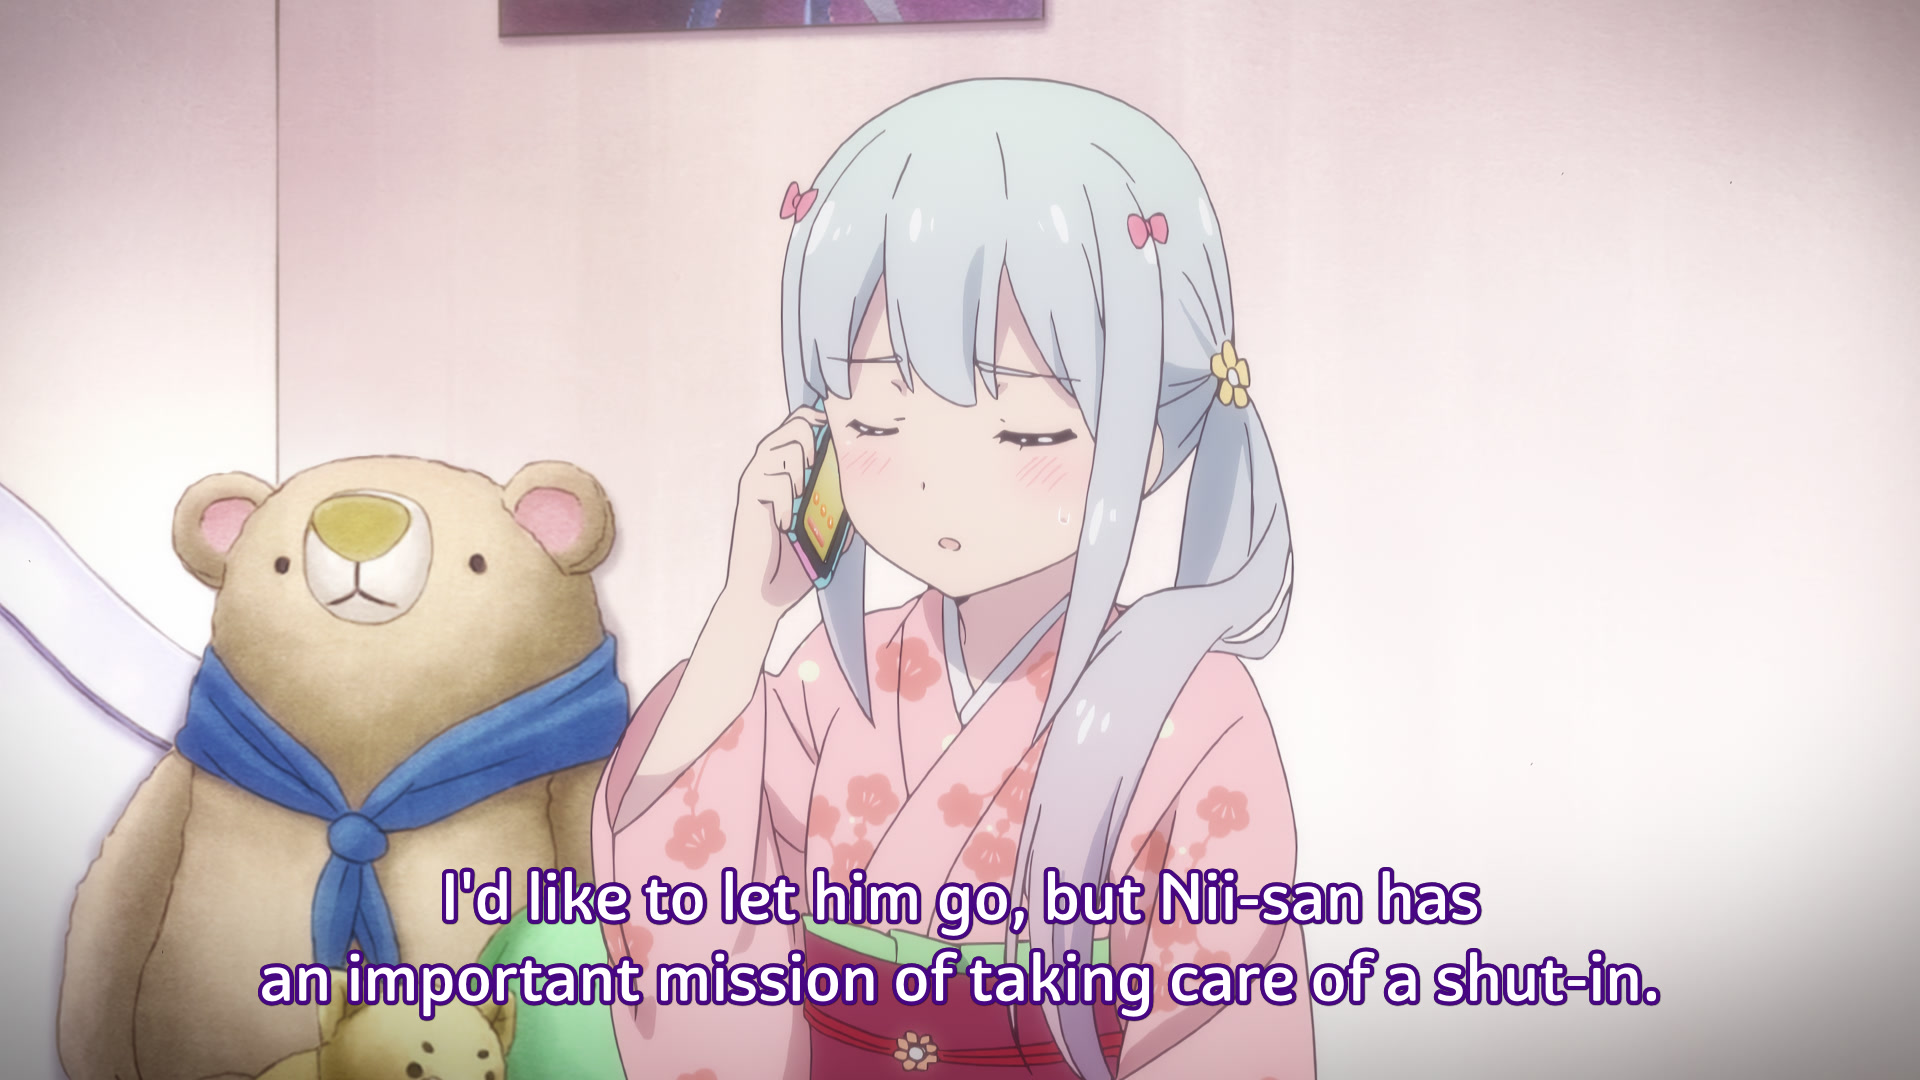 I'd like to let him go, but Nii-san has
an important mission of taking care of a shut-in.